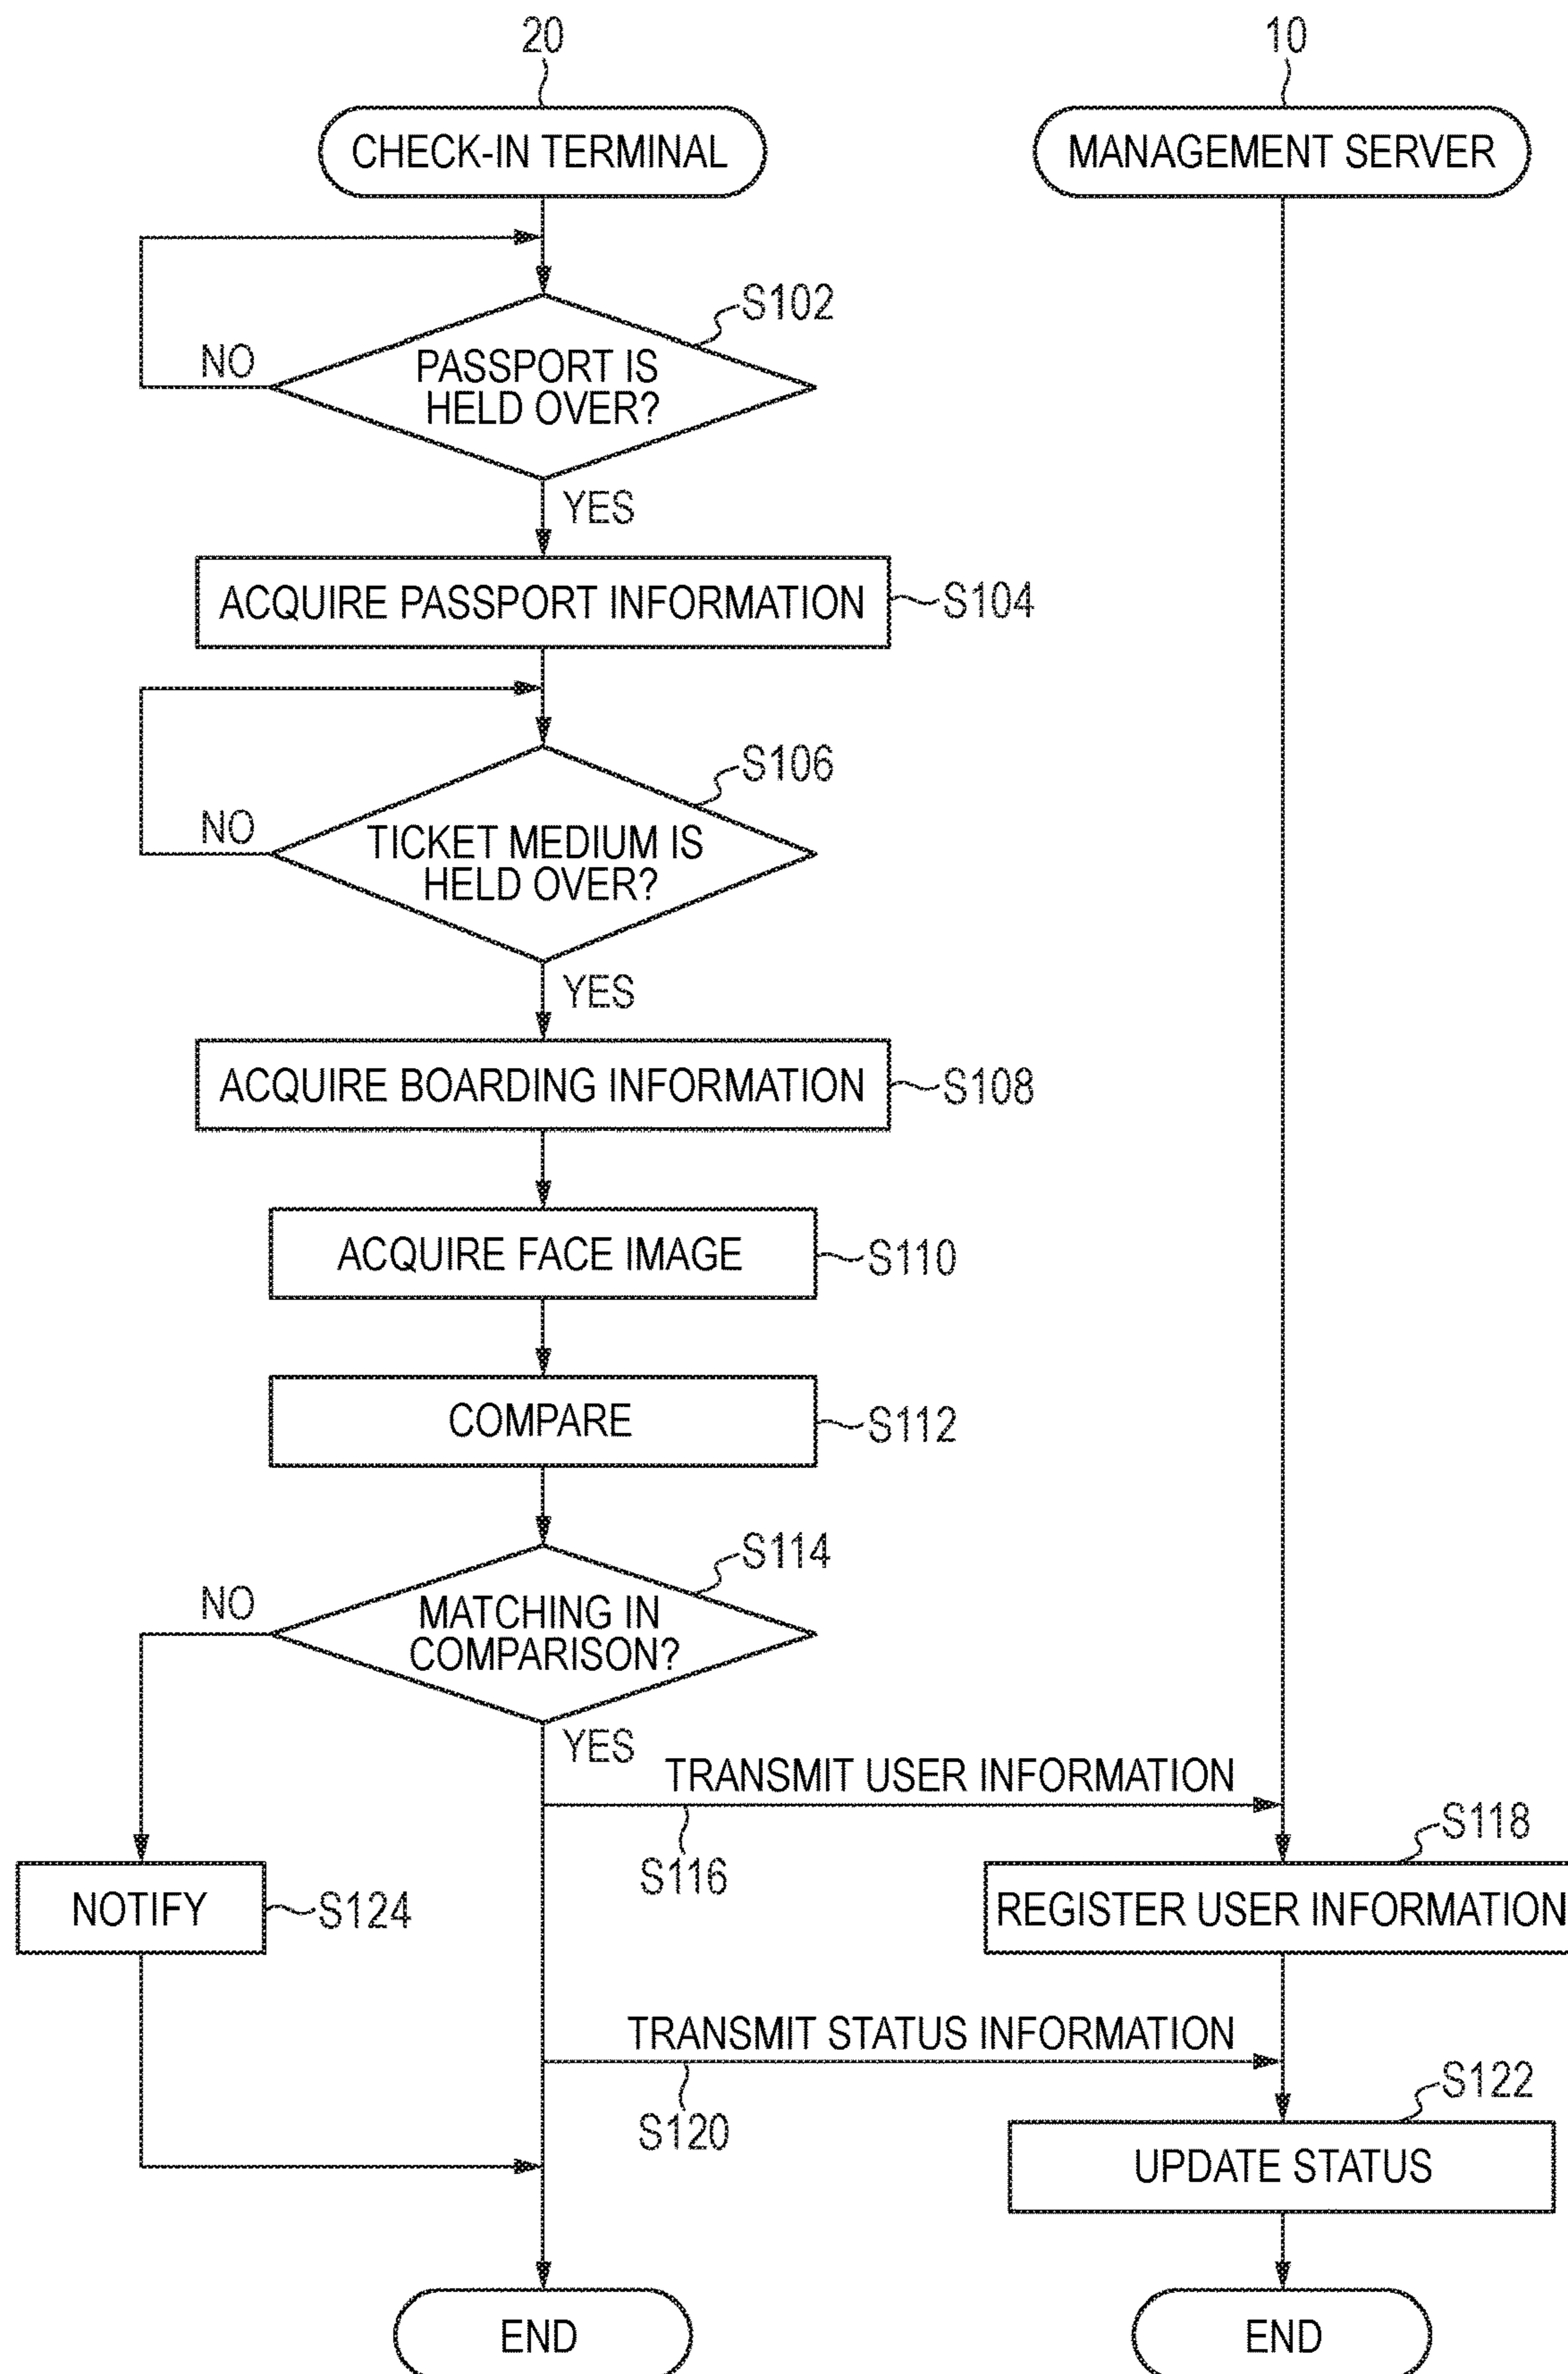 20
10
CHECK-IN TERMINAL
MANAGEMENT SERVER
S102
NO
PASSPORT IS
HELD OVER?
YES
ACQUIRE PASSPORT INFORMATION
S104
S106
NO
TICKET MEDIUM IS
HELD OVER?
YES
ACQUIRE BOARDING INFORMATION
S108
ACQUIRE FACE IMAGE
S110
COMPARE
S112
S114
NO
MATCHING IN
COMPARISON?
YES
TRANSMIT USER INFORMATION
S116
S118
NOTIFY
S124
REGISTER USER INFORMATION
TRANSMIT STATUS INFORMATION
S120
S122
UPDATE STATUS
END
END